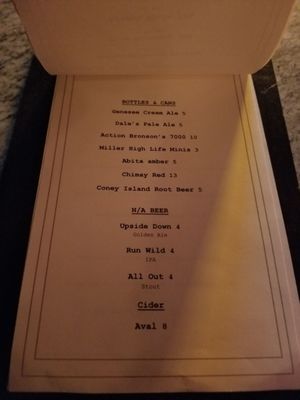 BOTTLES & CANS
Genesee Cream Ale 5
Dale's Pale Ale 5
Action Bronson's 7000 10
Miller High Life Minis 3
Abita amber 5
Chimay Red 13
Coney Island Root Beer 5
N/A BEER
Upside Down 4
Golden Ale
Run Wild 4
IPA
All Out 4
Stout
Cider
Aval 8